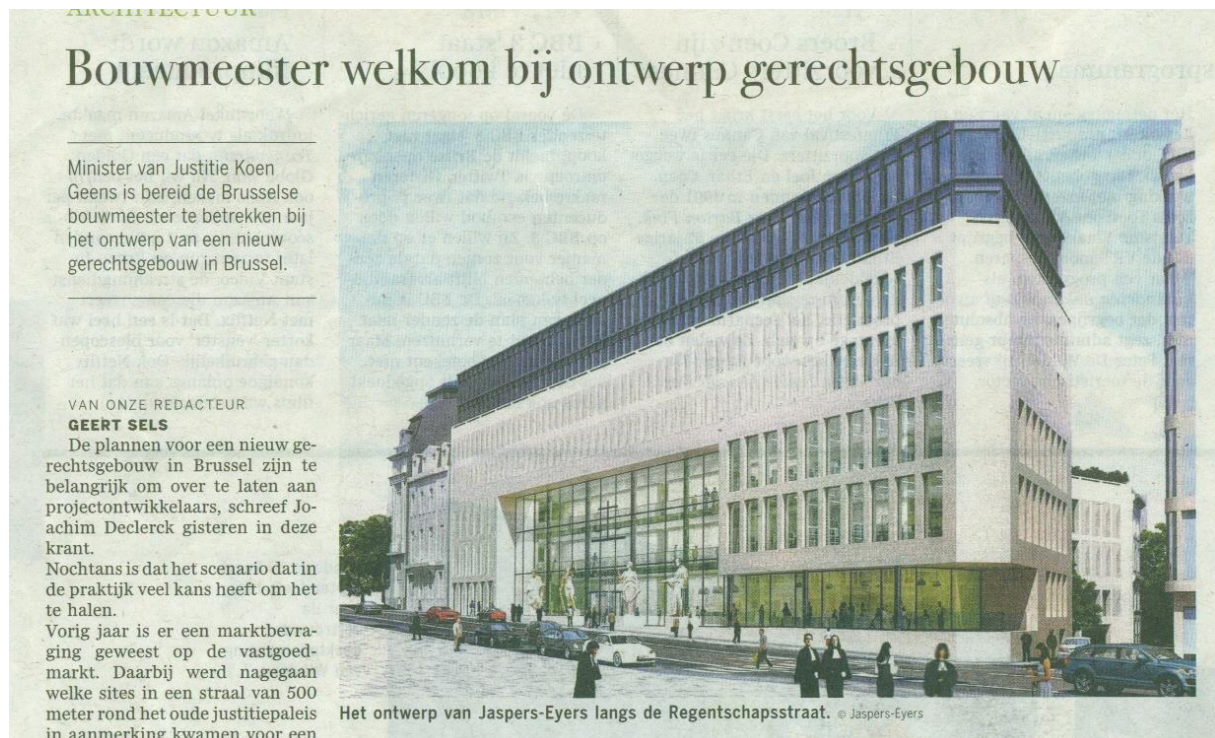 ARCHITECTUUR
Bouwmeester welkom bij ontwerp gerechtsgebouw
Minister van Justitie Koen
Geens is bereid de Brusselse
bouwmeester te betrekken bij
het ontwerp van een nieuw
gerechtsgebouw in Brussel.
VAN ONZE REDACTEUR
GEERT SELS
De plannen voor een nieuw ge-
rechtsgebouw in Brussel zijn te
belangrijk om over te laten aan
projectontwikkelaars, schreef Jo-
achim Declerck gisteren in deze
krant.
Nochtans is dat het scenario dat in
de praktijk veel kans heeft om het
te halen.
Vorig jaar is er een marktbevra-
ging geweest op de vastgoed-
markt. Daarbij werd nagegaan
welke sites in een straal van 500
meter rond het oude justitiepaleis
in aanmerking kwamen voor een
Het ontwerp van Jaspers-Eyers langs de Regentschapsstraat. © Jaspers-Eyers